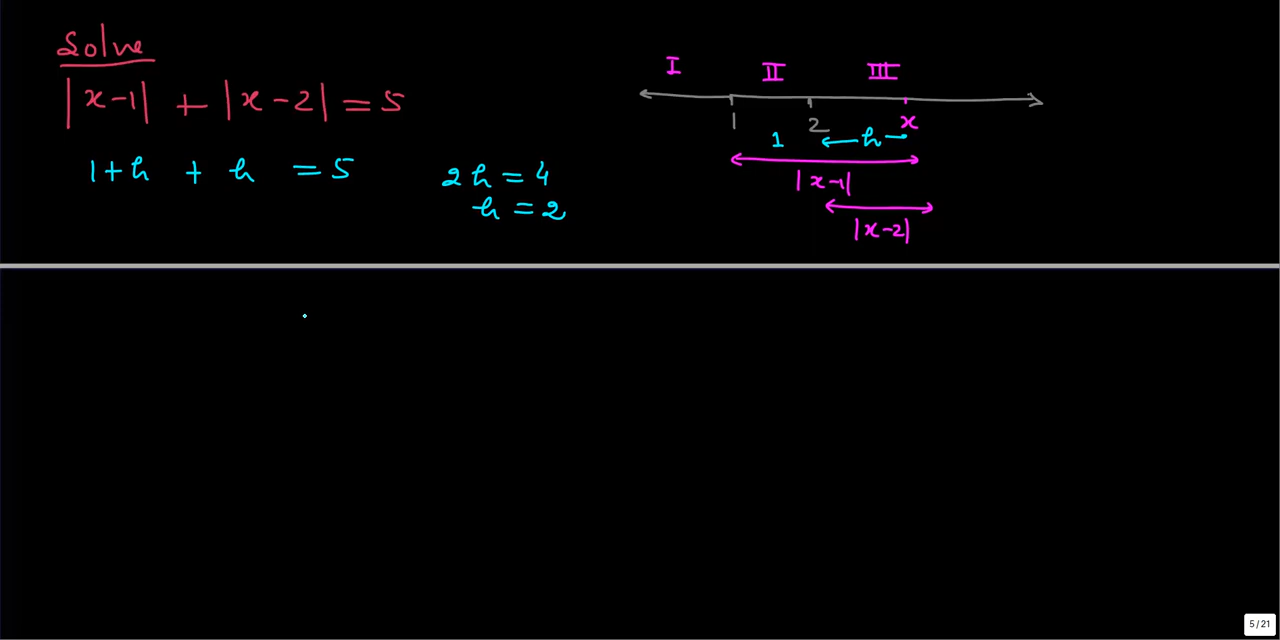 Solve
|x-1| + |x-2| = 5
1+h + h = 5
2h = 4
h = 2
I II III
1 2 x
1 h
|x-1|
|x-2|
5 / 21